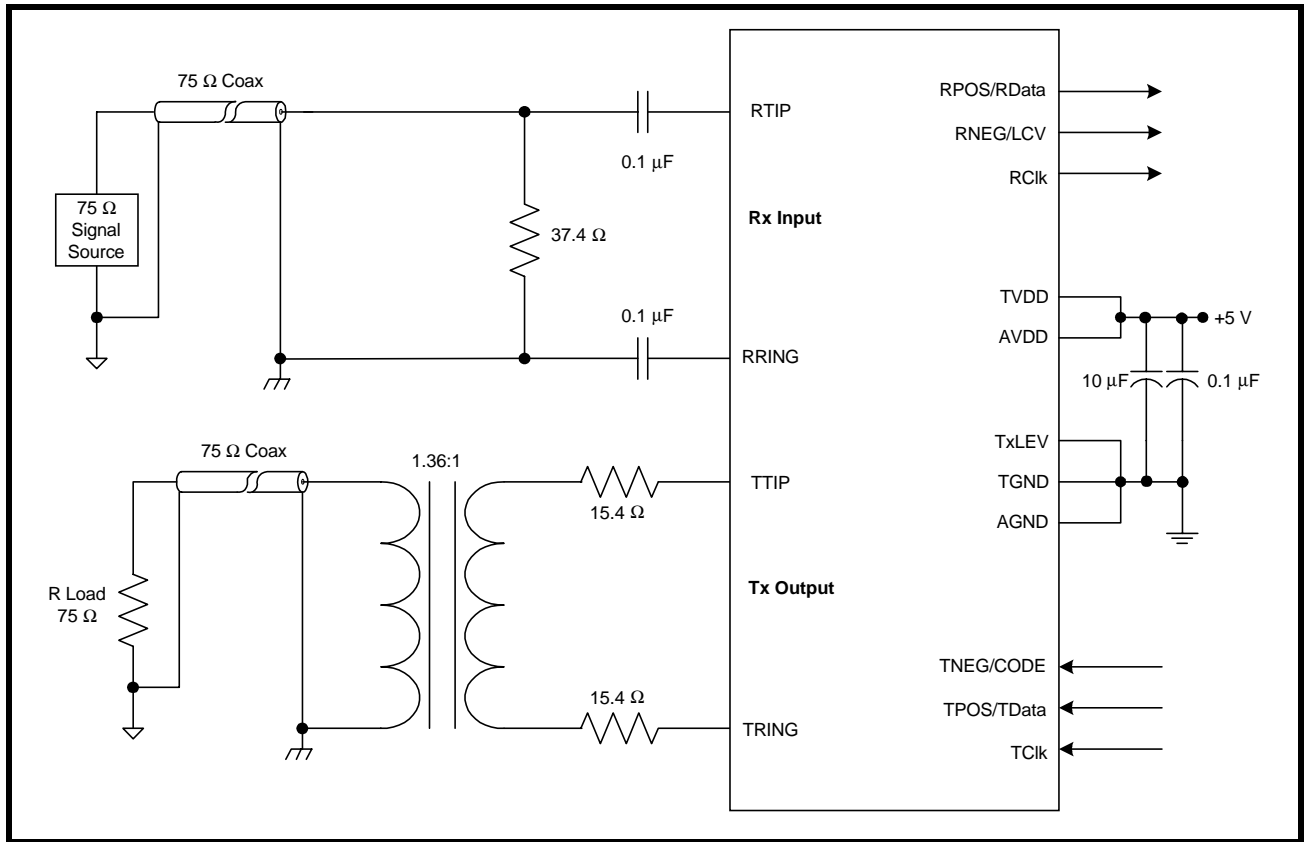 75 Ω Coax
75 Ω
Signal
Source
0.1 μF
37.4 Ω
0.1 μF
RTIP
Rx Input
RRING
75 Ω Coax
R Load
75 Ω
1.36:1
15.4 Ω
15.4 Ω
TTIP
Tx Output
TRING
RPOS/RData
RNEG/LCV
RClk
TVDD
AVDD
+5 V
10 μF
0.1 μF
TxLEV
TGND
AGND
TNEG/CODE
TPOS/TData
TClk